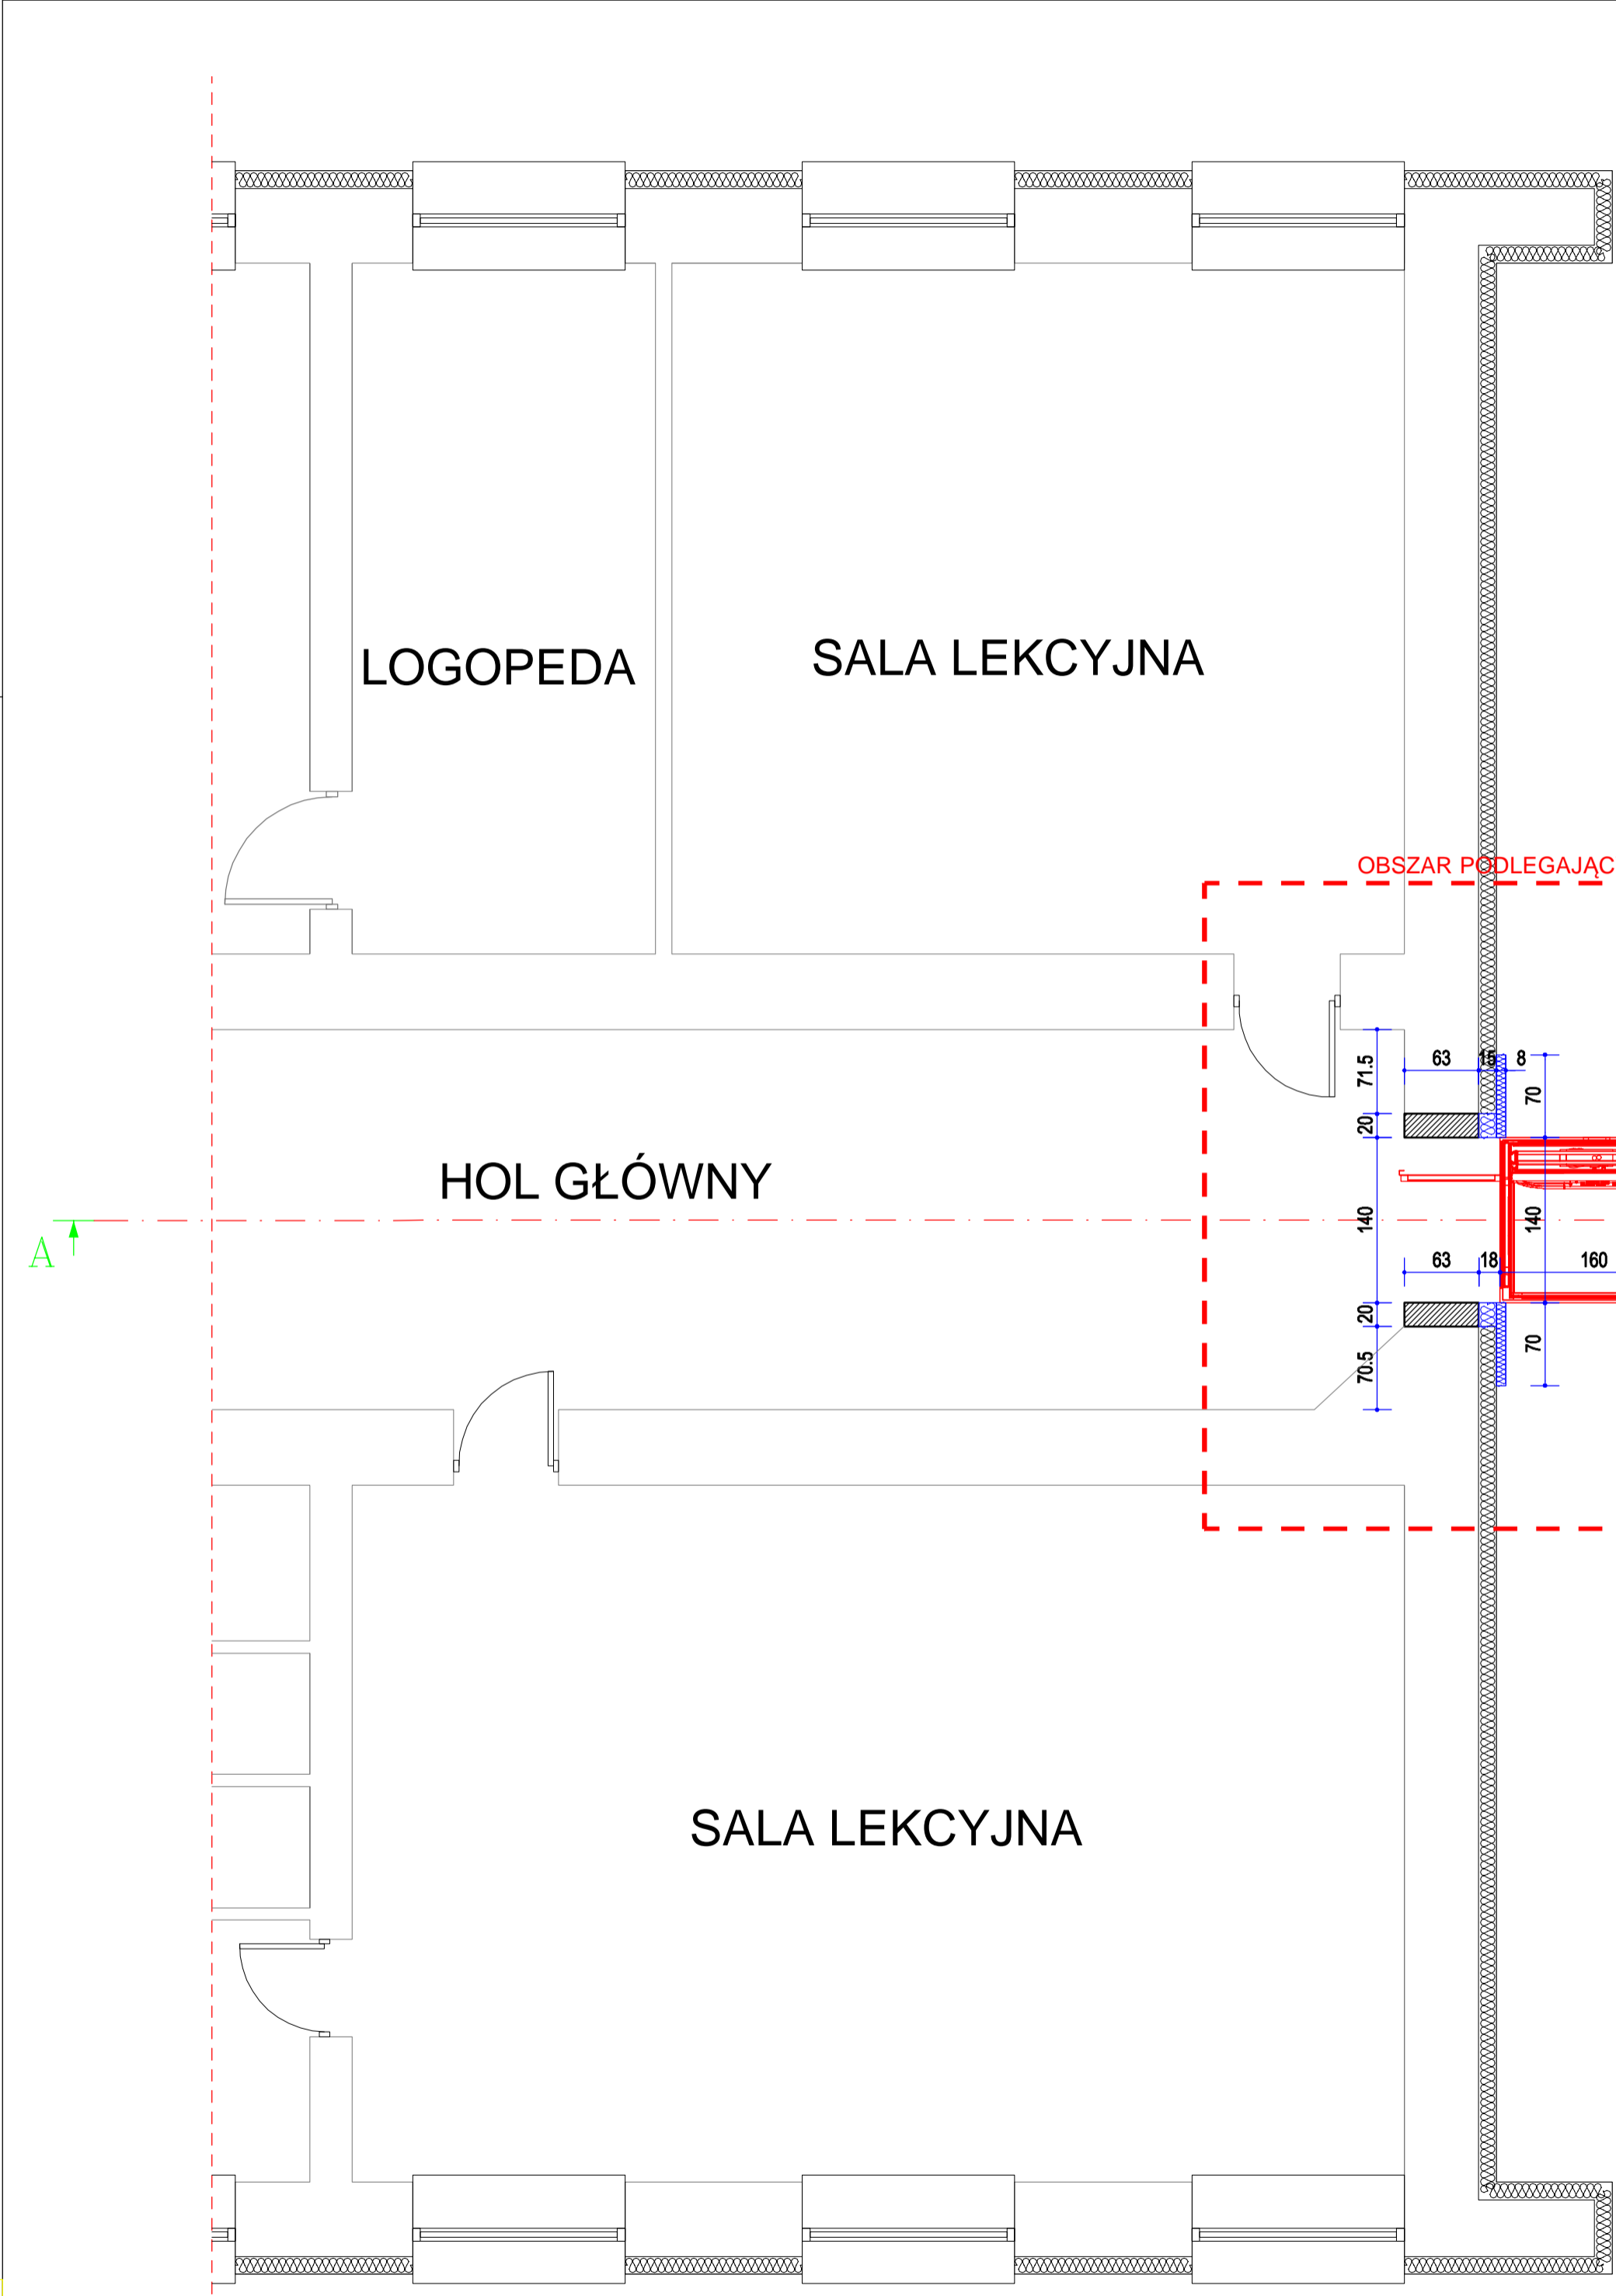 LOGOPEDA
SALA LEKCYJNA
OBSZAR PODLEGAJĄC
71.5
63
15
8
70
20
HOL GŁÓWNY
140
140
A
63
18
160
20
70
70.5
SALA LEKCYJNA